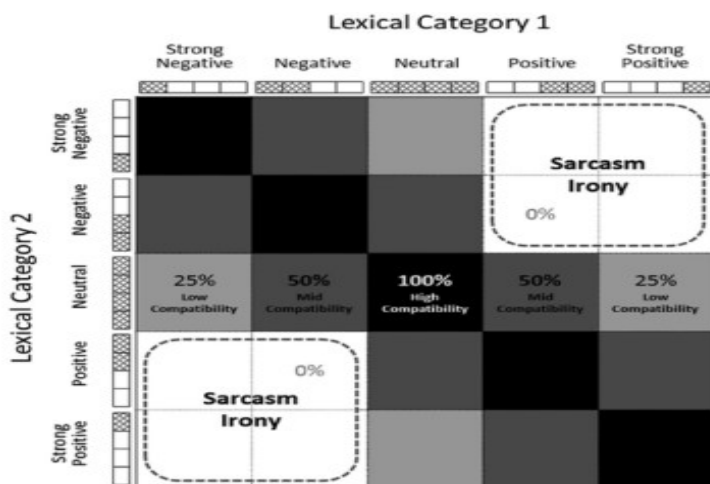 Lexical Category 1
Strong Negative Negative Neutral Positive Strong Positive
Lexical Category 2
Strong Negative
Negative
Neutral
Positive
Strong Positive
Sarcasm
Irony
0%
25% 50% 100% 50% 25%
Low Mid High Mid Low
Compatibility Compatibility Compatibility Compatibility Compatibility
0%
Sarcasm
Irony